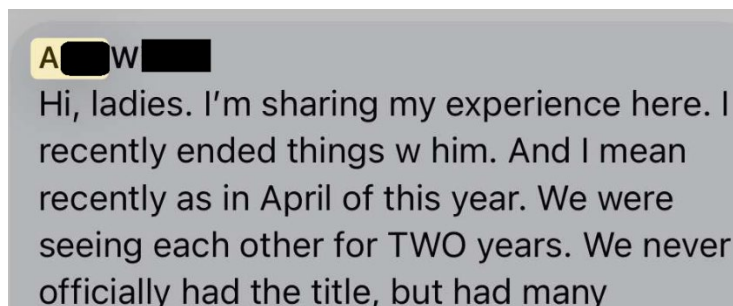 A W
Hi, ladies. I’m sharing my experience here. I
recently ended things w him. And I mean
recently as in April of this year. We were
seeing each other for TWO years. We never
officially had the title, but had many